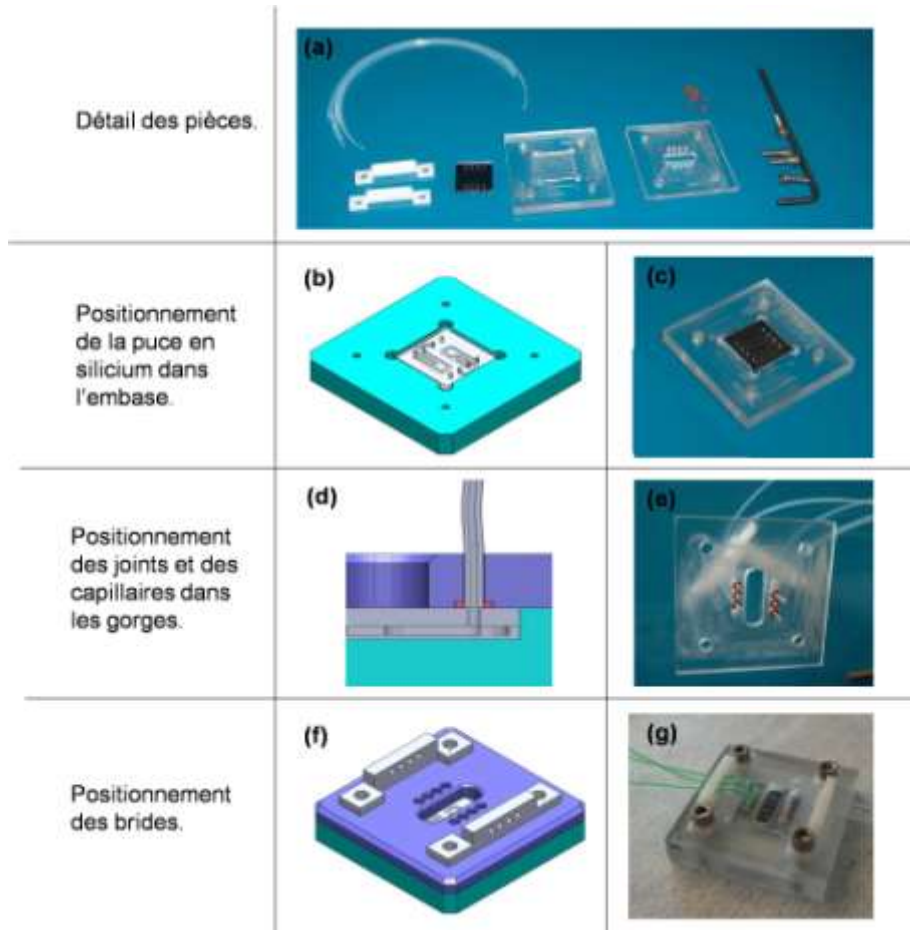 (a)
Détail des pièces.
(b)
(c)
Positionnement
de la puce en
silicium dans
l'embase.
(d)
(e)
Positionnement
des joints et des
capillaires dans
les gorges.
(f)
(g)
Positionnement
des brides.